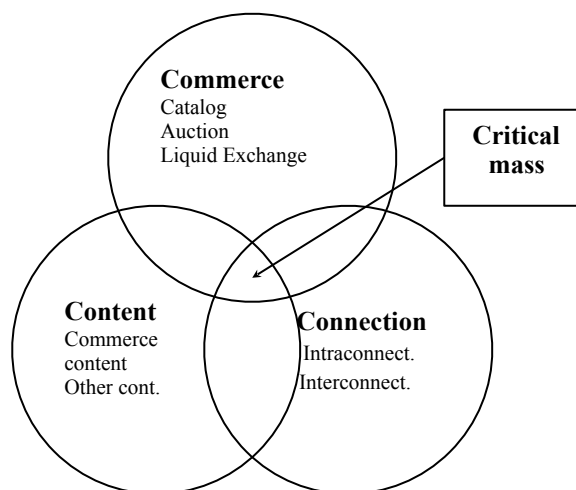 Commerce
Catalog
Auction
Liquid Exchange
Critical
mass
Content
Commerce
content
Other cont.
Connection
Intraconnect.
Interconnect.